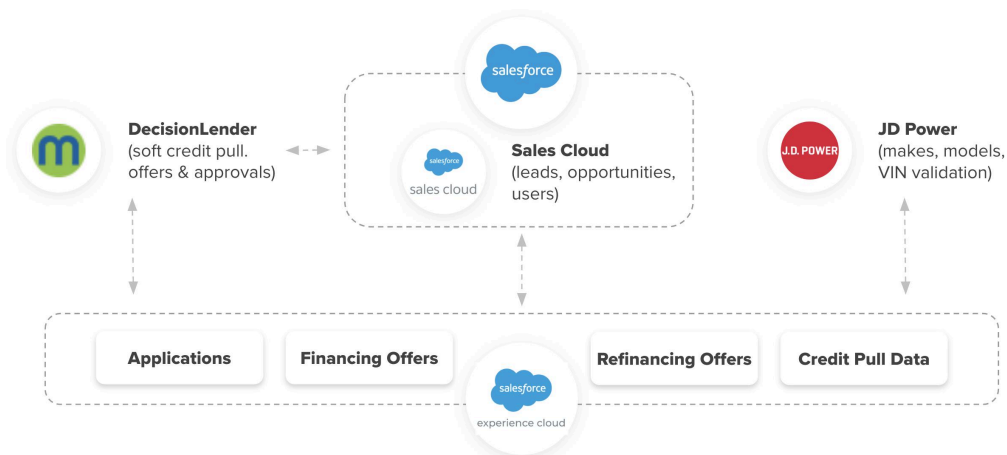 salesforce
DecisionLender
(soft credit pull.
offers & approvals)
salesforce
sales cloud
Sales Cloud
(leads, opportunities,
users)
J.D. POWER
JD Power
(makes, models,
VIN validation)
Applications
Financing Offers
Refinancing Offers
Credit Pull Data
salesforce
experience cloud